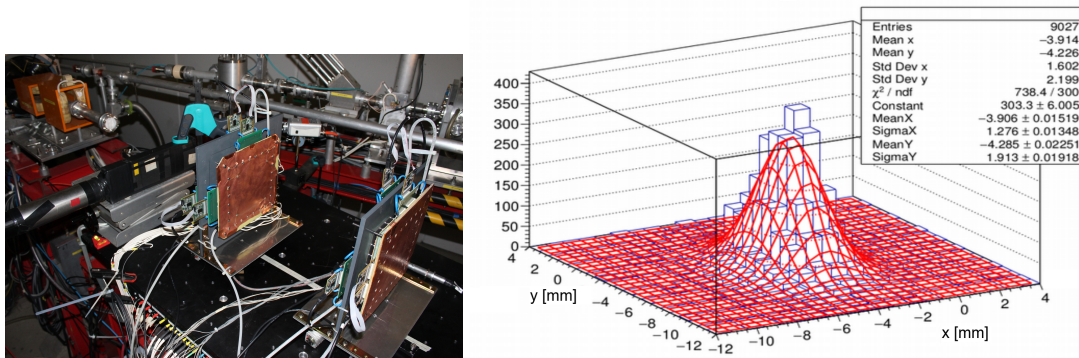 Entries 9027
Mean x −3.914
Mean y −4.226
Std Dev x 1.602
Std Dev y 2.199
χ² / ndf 738.4 / 300
Constant 303.3 ± 6.005
MeanX −3.906 ± 0.01519
SigmaX 1.276 ± 0.01348
MeanY −4.285 ± 0.02251
SigmaY 1.913 ± 0.01918
400
350
300
250
200
150
100
50
0
4
2
0
−2
−4
−6
−8
−10
−12
y [mm]
−12
−10
−8
−6
−4
−2
0
2
4
x [mm]